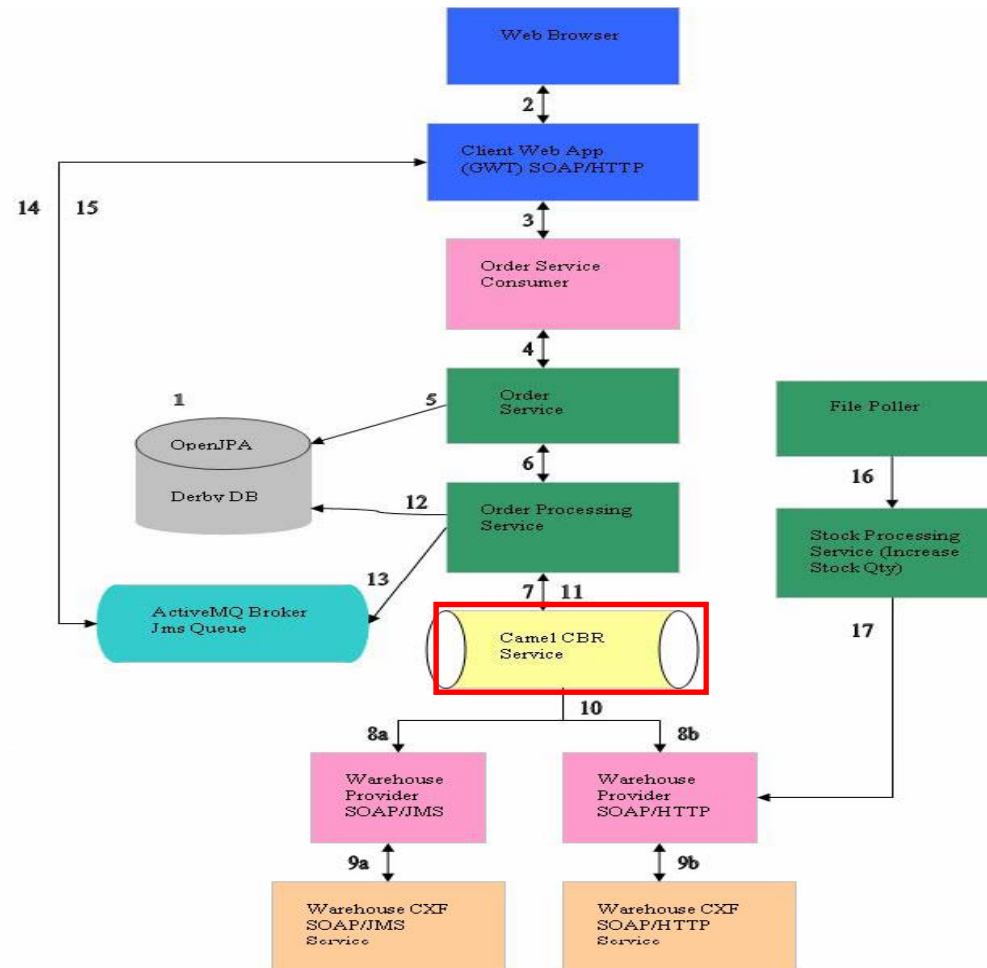 Web Browser
2
Client Web App
(GWT) SOAP/HTTP
14
15
3
Order Service
Consumer
4
1
5
Order
Service
File Poller
OpenJPA
6
16
Derby DB
12
Order Processing
Service
Stock Processing
Service (Increase
Stock Qty)
13
7
11
ActiveMQ Broker
Jms Queue
Camel CBR
Service
17
10
8a
8b
Warehouse
Provider
SOAP/JMS
Warehouse
Provider
SOAP/HTTP
9a
9b
Warehouse CXF
SOAP/JMS
Service
Warehouse CXF
SOAP/HTTP
Service